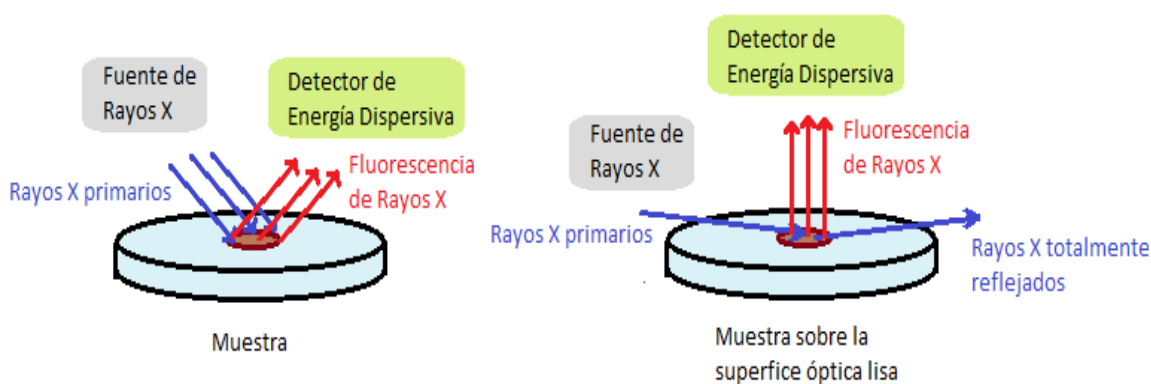 Fuente de
Rayos X
Detector de
Energía Dispersiva
Rayos X primarios
Fluorescencia
de Rayos X
Muestra
Detector de
Energía Dispersiva
Fuente de
Rayos X
Fluorescencia
de Rayos X
Rayos X primarios
Rayos X totalmente
reflejados
Muestra sobre la
superfice óptica lisa